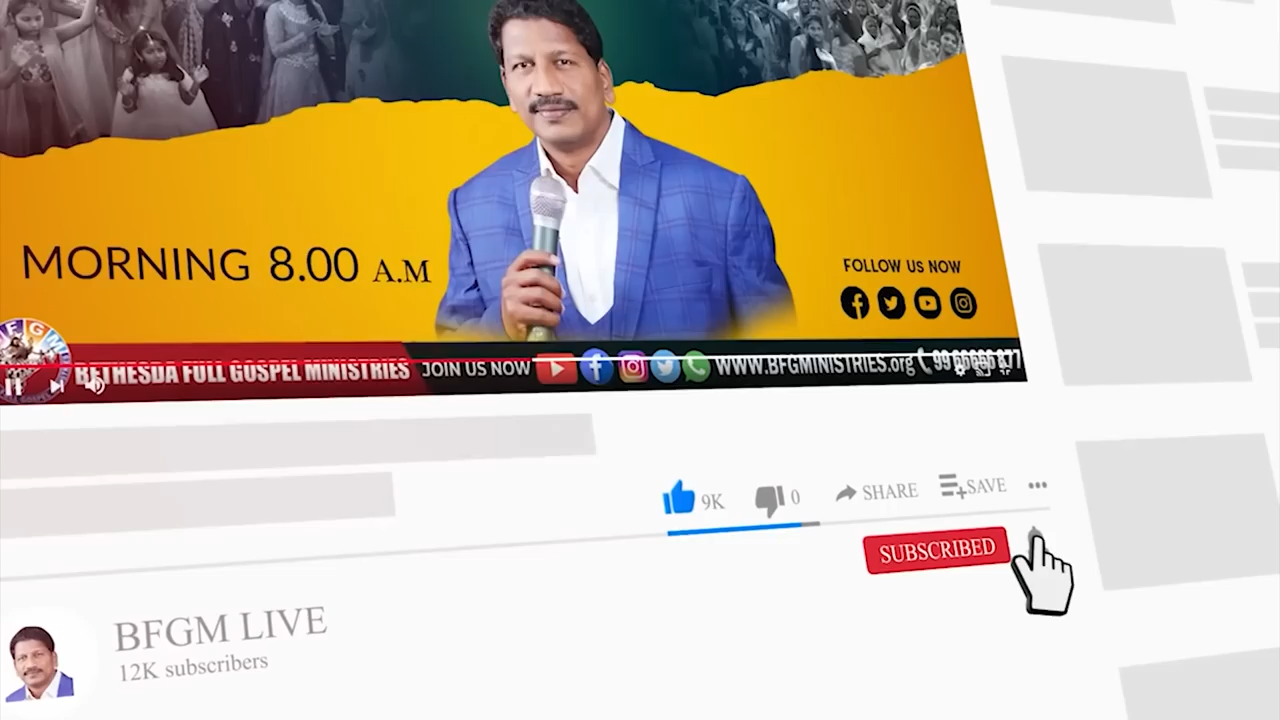 MORNING 8.00 A.M
FOLLOW US NOW
BETHESDA FULL GOSPEL MINISTRIES JOIN US NOW WWW.BFGMINISTRIES.org
9K 0 SHARE SAVE
SUBSCRIBED
BFGM LIVE
12K subscribers